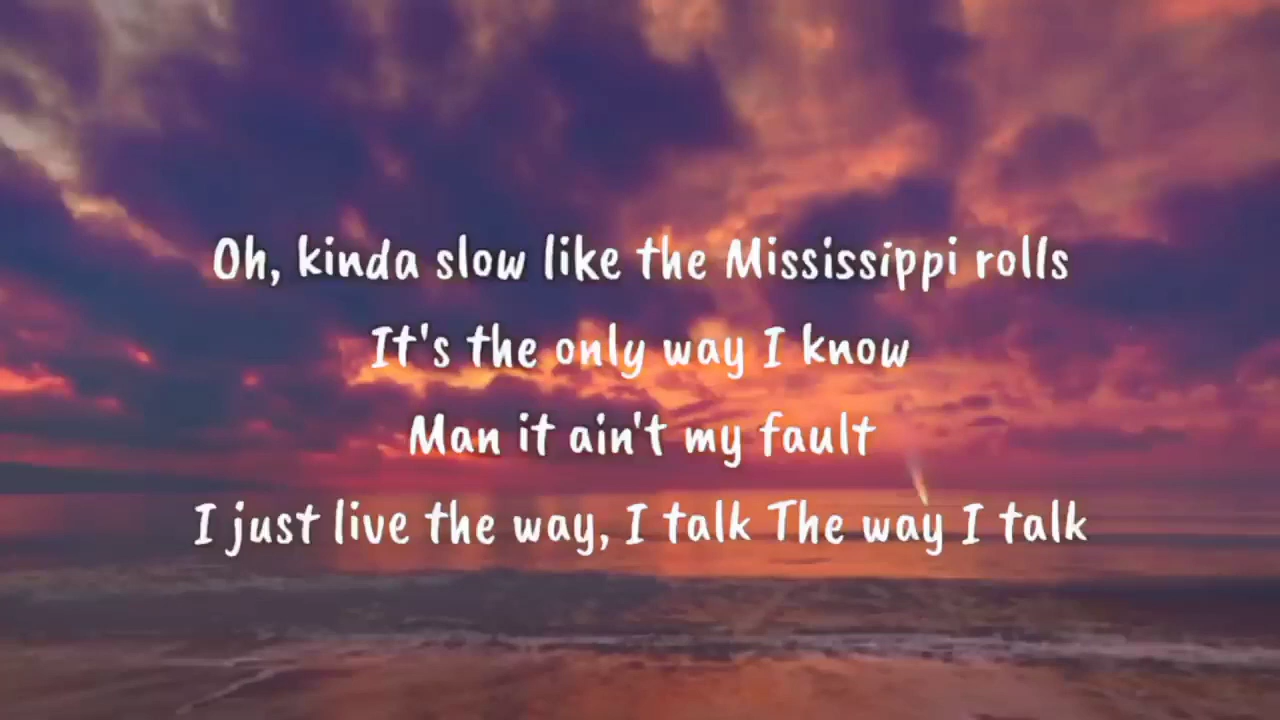 Oh, kinda slow like the Mississippi rolls
It's the only way I know
Man it ain't my fault
I just live the way, I talk The way I talk